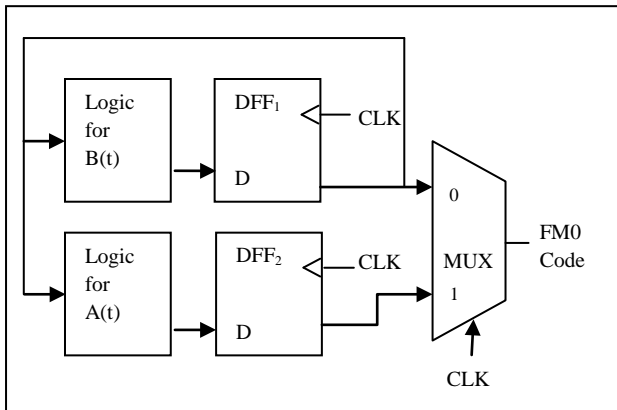 Logic
for
B(t)
DFF₁
CLK
D
0
FM0
Code
MUX
1
Logic
for
A(t)
DFF₂
CLK
D
CLK